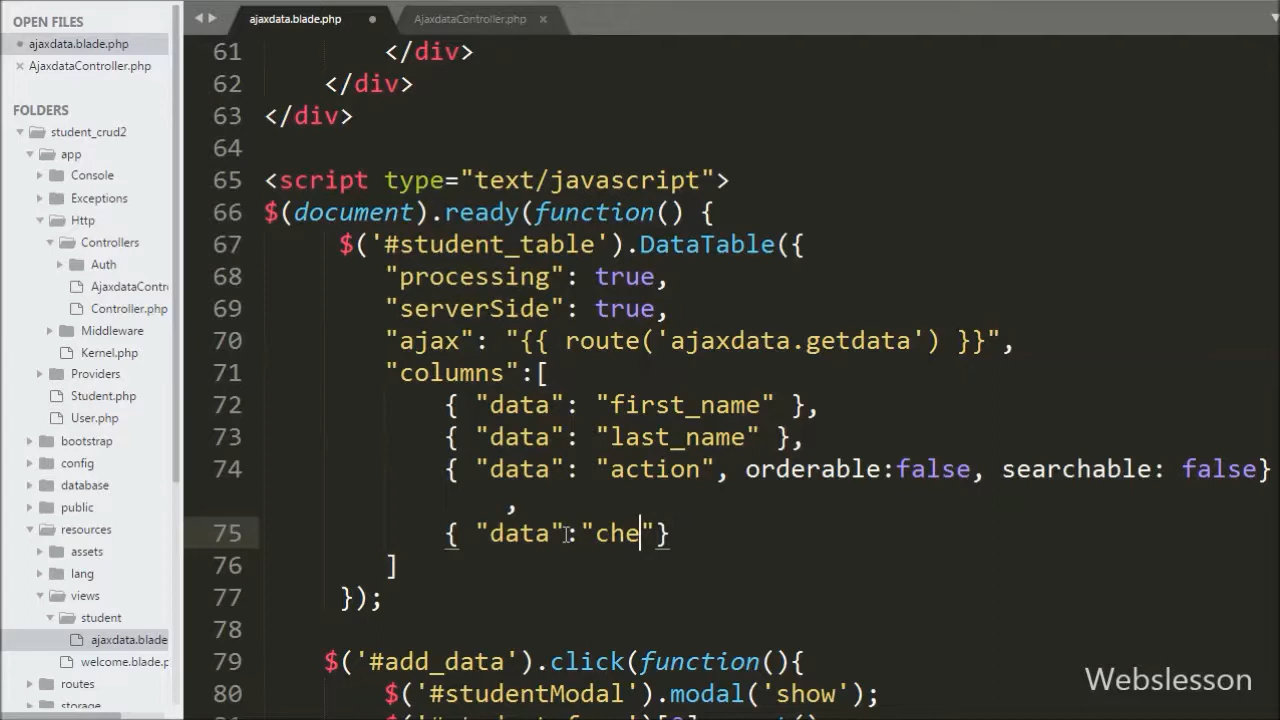 OPEN FILES
ajaxdata.blade.php
AjaxdataController.php
FOLDERS
student_crud2
app
Console
Exceptions
Http
Controllers
Auth
AjaxdataContr
Controller.php
Middleware
Kernel.php
Providers
Student.php
User.php
bootstrap
config
database
public
resources
assets
lang
views
student
ajaxdata.blade
welcome.blade.p
routes
storage
ajaxdata.blade.php
AjaxdataController.php
61 </div>
62 </div>
63 </div>
64
65 <script type="text/javascript">
66 $(document).ready(function() {
67 $('#student_table').DataTable({
68 "processing": true,
69 "serverSide": true,
70 "ajax": "{{ route('ajaxdata.getdata') }}",
71 "columns":[
72 { "data": "first_name" },
73 { "data": "last_name" },
74 { "data": "action", orderable:false, searchable: false}
,
75 { "data":"che"}
76 ]
77 });
78
79 $('#add_data').click(function(){
80 $('#studentModal').modal('show');
Webslesson